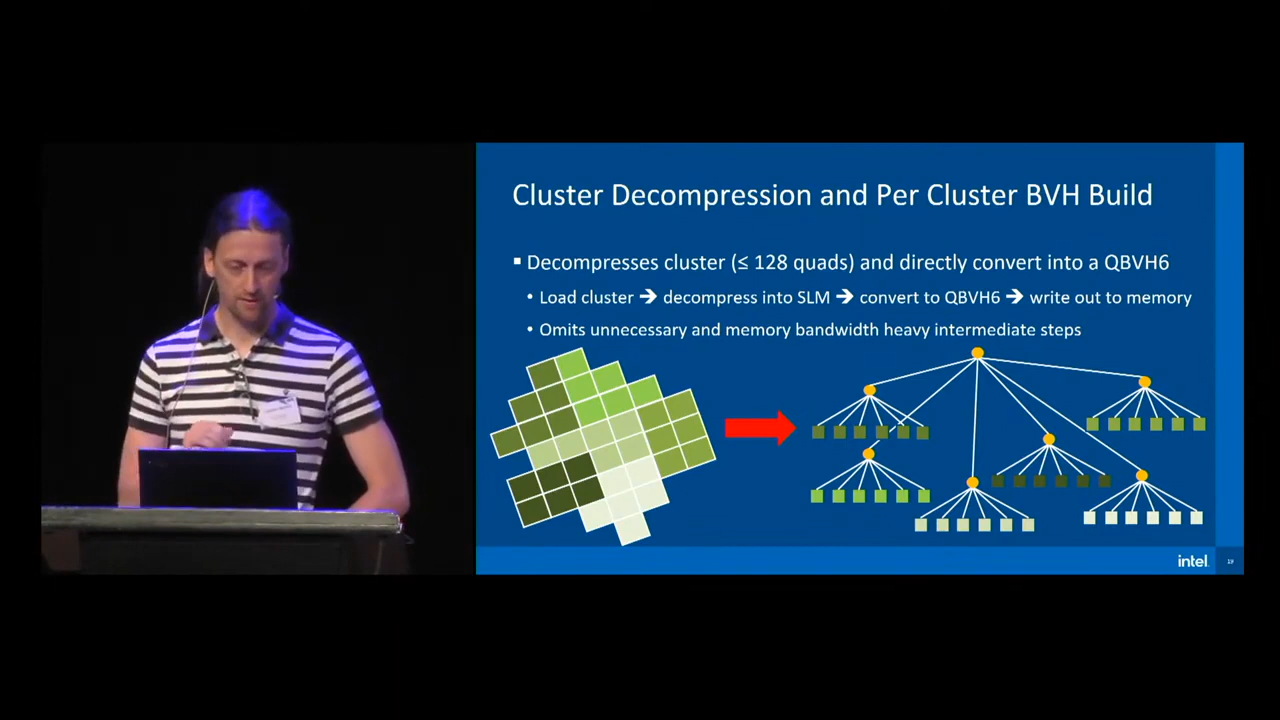 Cluster Decompression and Per Cluster BVH Build
▪ Decompresses cluster (≤ 128 quads) and directly convert into a QBVH6
• Load cluster → decompress into SLM → convert to QBVH6 → write out to memory
• Omits unnecessary and memory bandwidth heavy intermediate steps
intel.
19